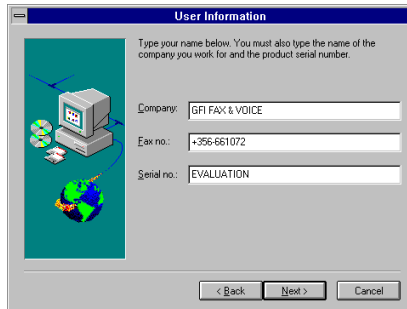 User Information
Type your name below. You must also type the name of the
company you work for and the product serial number.
Company: GFI FAX & VOICE
Fax no.: +356-661072
Serial no.: EVALUATION
< Back Next > Cancel